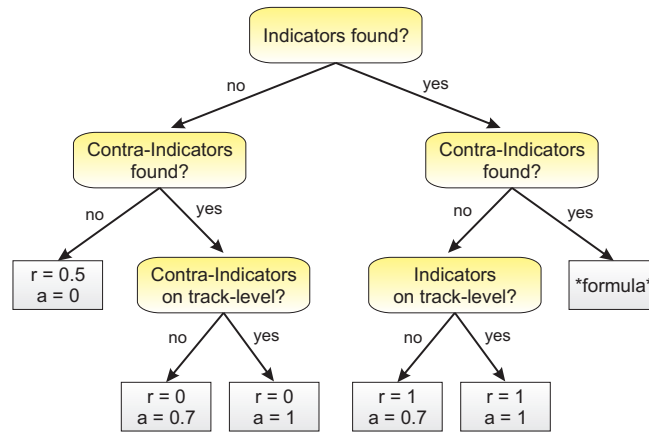 Indicators found?
no
yes
Contra-Indicators
found?
Contra-Indicators
found?
no
yes
no
yes
r = 0.5
a = 0
Contra-Indicators
on track-level?
Indicators
on track-level?
*formula*
no
yes
no
yes
r = 0
a = 0.7
r = 0
a = 1
r = 1
a = 0.7
r = 1
a = 1